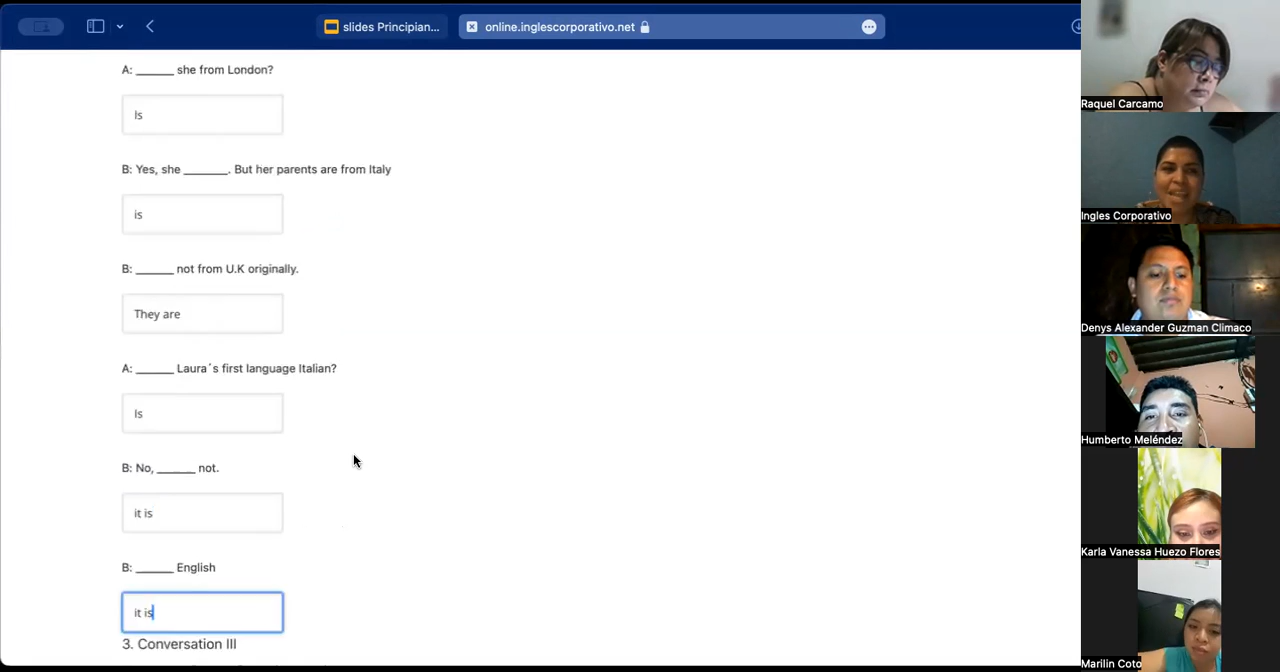 slides Principian...
online.inglescorporativo.net
A: ______ she from London?
Is
B: Yes, she _______. But her parents are from Italy
is
B: ______ not from U.K originally.
They are
A: ______ Laura´s first language Italian?
Is
B: No, ______ not.
it is
B: ______ English
it is
3. Conversation III
Raquel Carcamo
Ingles Corporativo
Denys Alexander Guzman Climaco
Humberto Meléndez
Karla Vanessa Huezo Flores
Marilin Coto